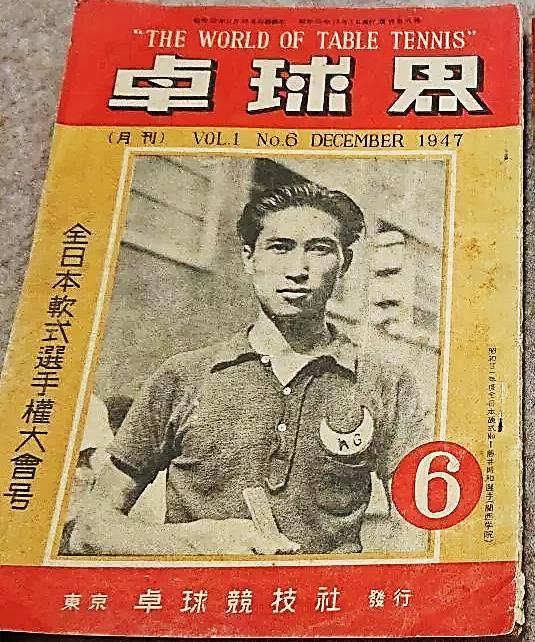 "THE WORLD OF TABLE TENNIS"
卓球界
(月刊) VOL.1 No.6 DECEMBER 1947
全日本軟式選手權大會号
KG
6
東京 卓球競技社 發行